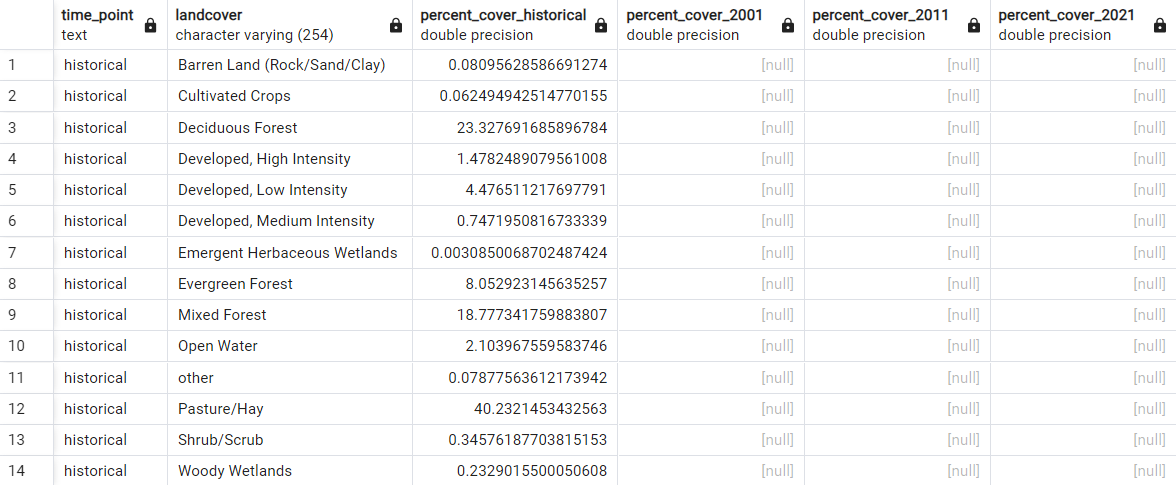 time_point landcover percent_cover_historical percent_cover_2001 percent_cover_2011 percent_cover_2021
text character varying (254) double precision double precision double precision double precision
1 historical Barren Land (Rock/Sand/Clay) 0.08095628586691274 [null] [null] [null]
2 historical Cultivated Crops 0.062494942514770155 [null] [null] [null]
3 historical Deciduous Forest 23.327691685896784 [null] [null] [null]
4 historical Developed, High Intensity 1.4782489079561008 [null] [null] [null]
5 historical Developed, Low Intensity 4.476511217697791 [null] [null] [null]
6 historical Developed, Medium Intensity 0.7471950816733339 [null] [null] [null]
7 historical Emergent Herbaceous Wetlands 0.0030850068702487424 [null] [null] [null]
8 historical Evergreen Forest 8.052923145635257 [null] [null] [null]
9 historical Mixed Forest 18.777341759883807 [null] [null] [null]
10 historical Open Water 2.103967559583746 [null] [null] [null]
11 historical other 0.07877563612173942 [null] [null] [null]
12 historical Pasture/Hay 40.2321453432563 [null] [null] [null]
13 historical Shrub/Scrub 0.34576187703815153 [null] [null] [null]
14 historical Woody Wetlands 0.2329015500050608 [null] [null] [null]